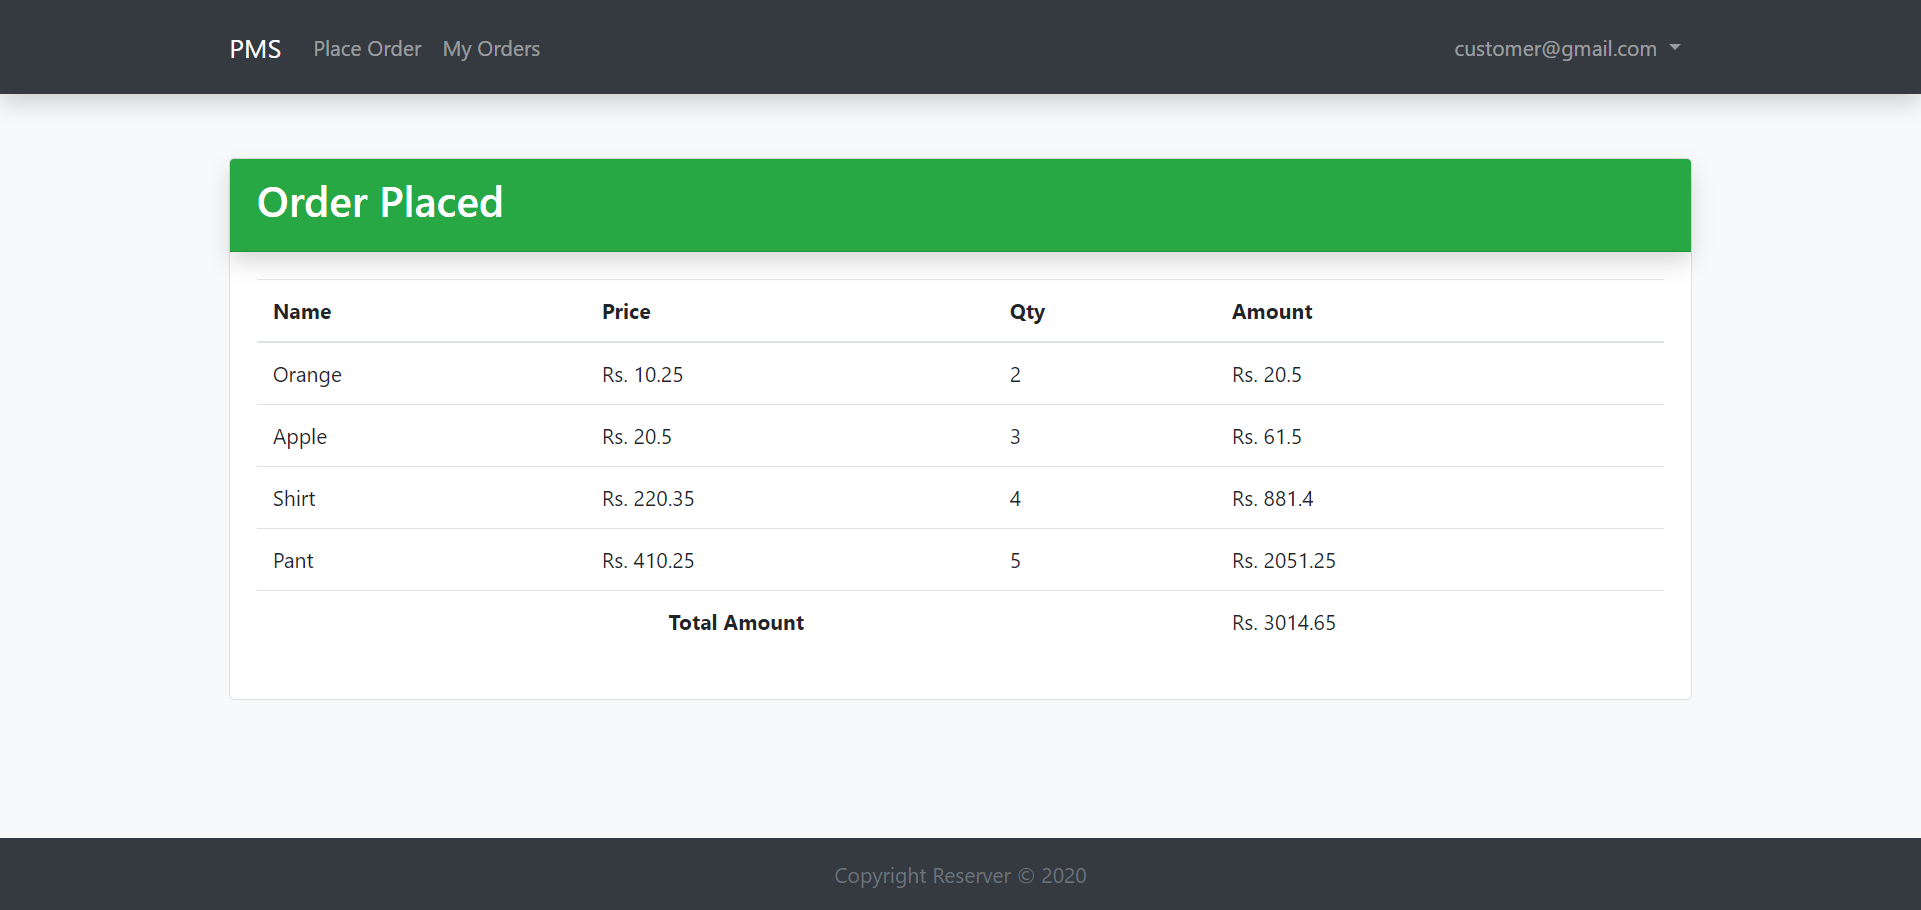 PMS Place Order My Orders customer@gmail.com
Order Placed
Name Price Qty Amount
Orange Rs. 10.25 2 Rs. 20.5
Apple Rs. 20.5 3 Rs. 61.5
Shirt Rs. 220.35 4 Rs. 881.4
Pant Rs. 410.25 5 Rs. 2051.25
Total Amount Rs. 3014.65
Copyright Reserver © 2020